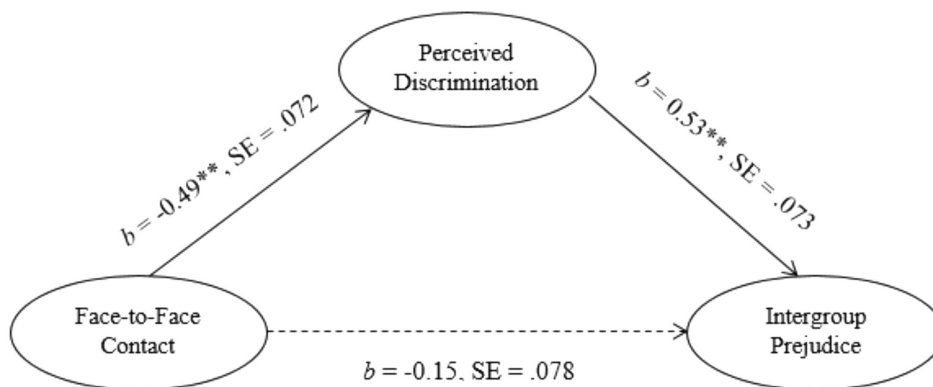 Perceived
Discrimination
b = -0.49**, SE = .072
b = 0.53**, SE = .073
Face-to-Face
Contact
Intergroup
Prejudice
b = -0.15, SE = .078